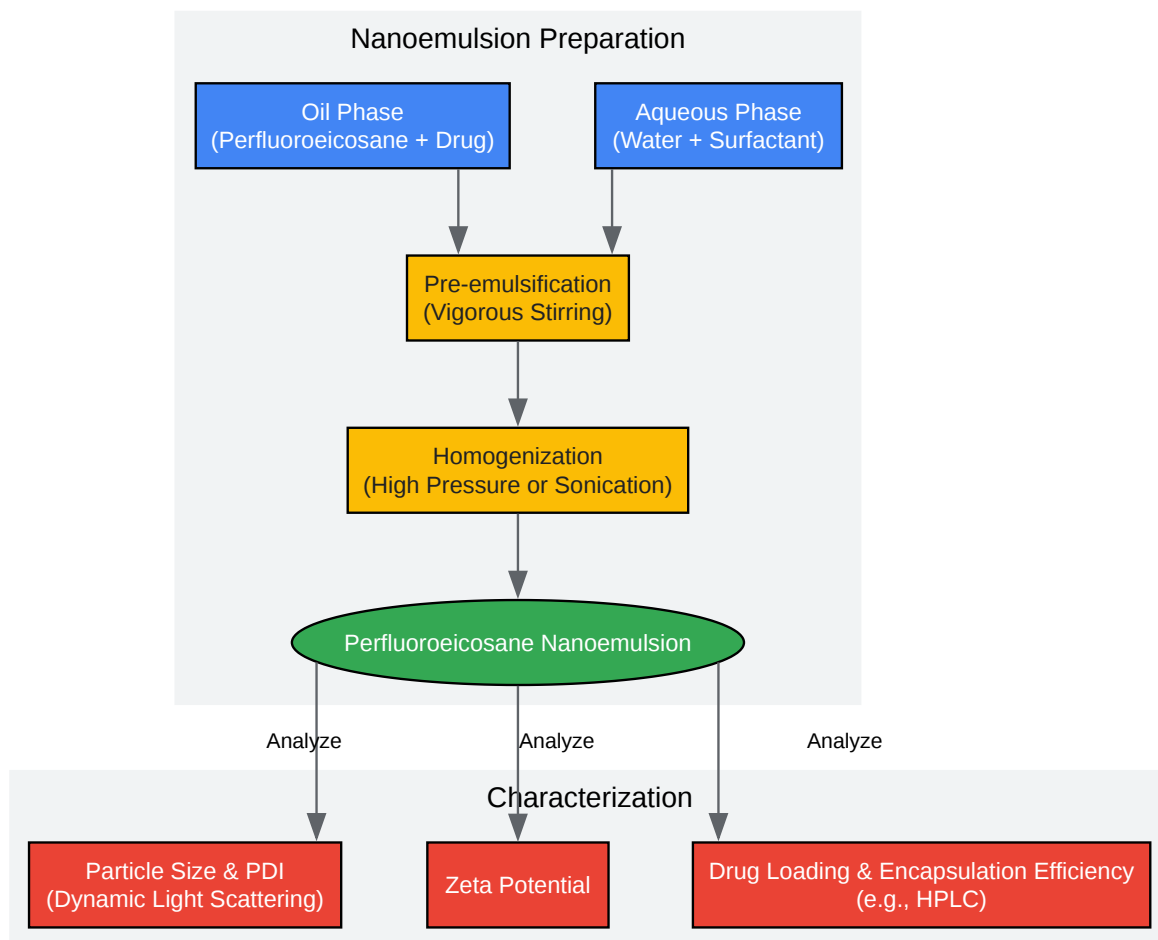 Nanoemulsion Preparation
Oil Phase
(Perfluoroeicosane + Drug)
Aqueous Phase
(Water + Surfactant)
Pre-emulsification
(Vigorous Stirring)
Homogenization
(High Pressure or Sonication)
Perfluoroeicosane Nanoemulsion
Analyze
Analyze
Analyze
Characterization
Particle Size & PDI
(Dynamic Light Scattering)
Zeta Potential
Drug Loading & Encapsulation Efficiency
(e.g., HPLC)